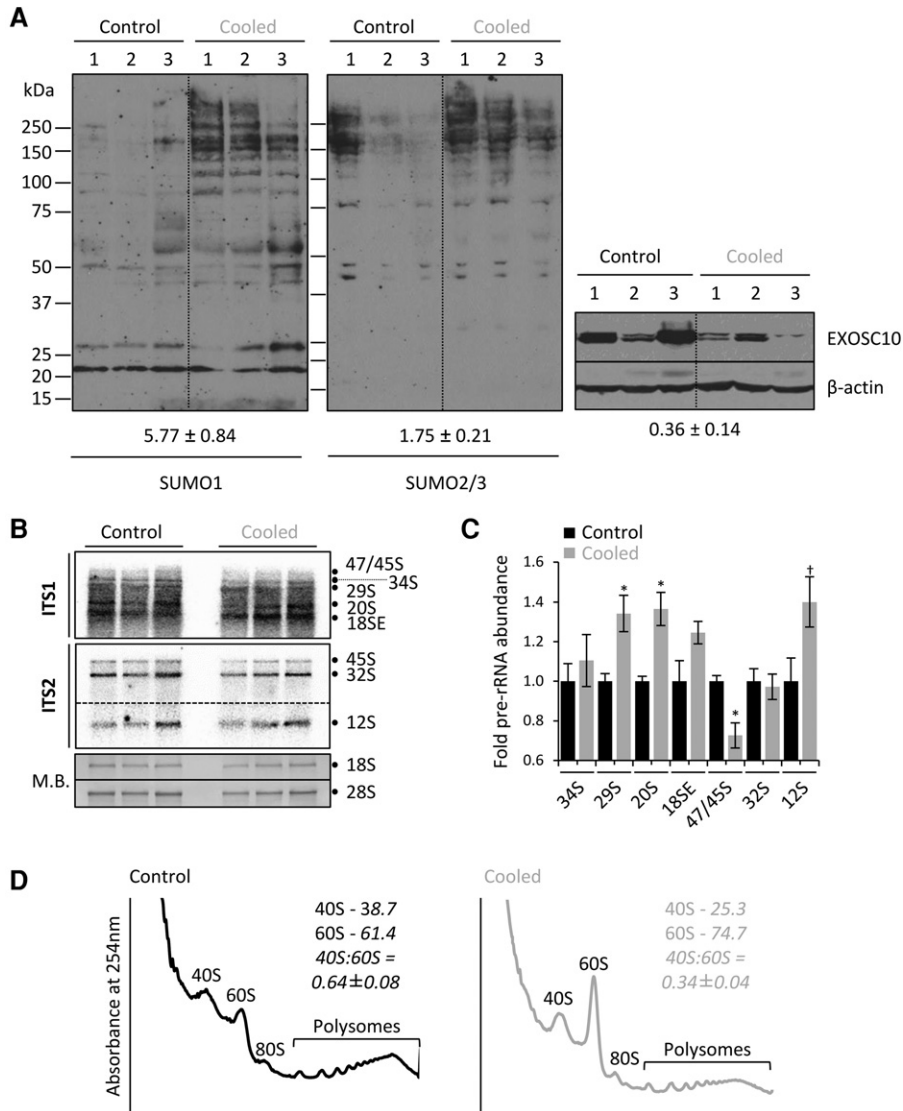 A
Control Cooled Control Cooled
1 2 3 1 2 3 1 2 3 1 2 3
kDa
250
150
100
75
50
37
25
20
15
Control Cooled
1 2 3 1 2 3
EXOSC10
β-actin
5.77 ± 0.84 1.75 ± 0.21 0.36 ± 0.14
SUMO1 SUMO2/3
B
Control Cooled
ITS1
47/45S
34S
29S
20S
18SE
ITS2
45S
32S
12S
M.B.
18S
28S
C
Control
Cooled
Fold pre-rRNA abundance
1.6
1.4
1.2
1.0
0.8
0.6
* * * †
34S 29S 20S 18SE 47/45S 32S 12S
D
Control
Absorbance at 254nm
40S - 38.7
60S - 61.4
40S:60S =
0.64±0.08
40S
60S
80S
Polysomes
Cooled
40S - 25.3
60S - 74.7
40S:60S =
0.34±0.04
40S
60S
80S
Polysomes